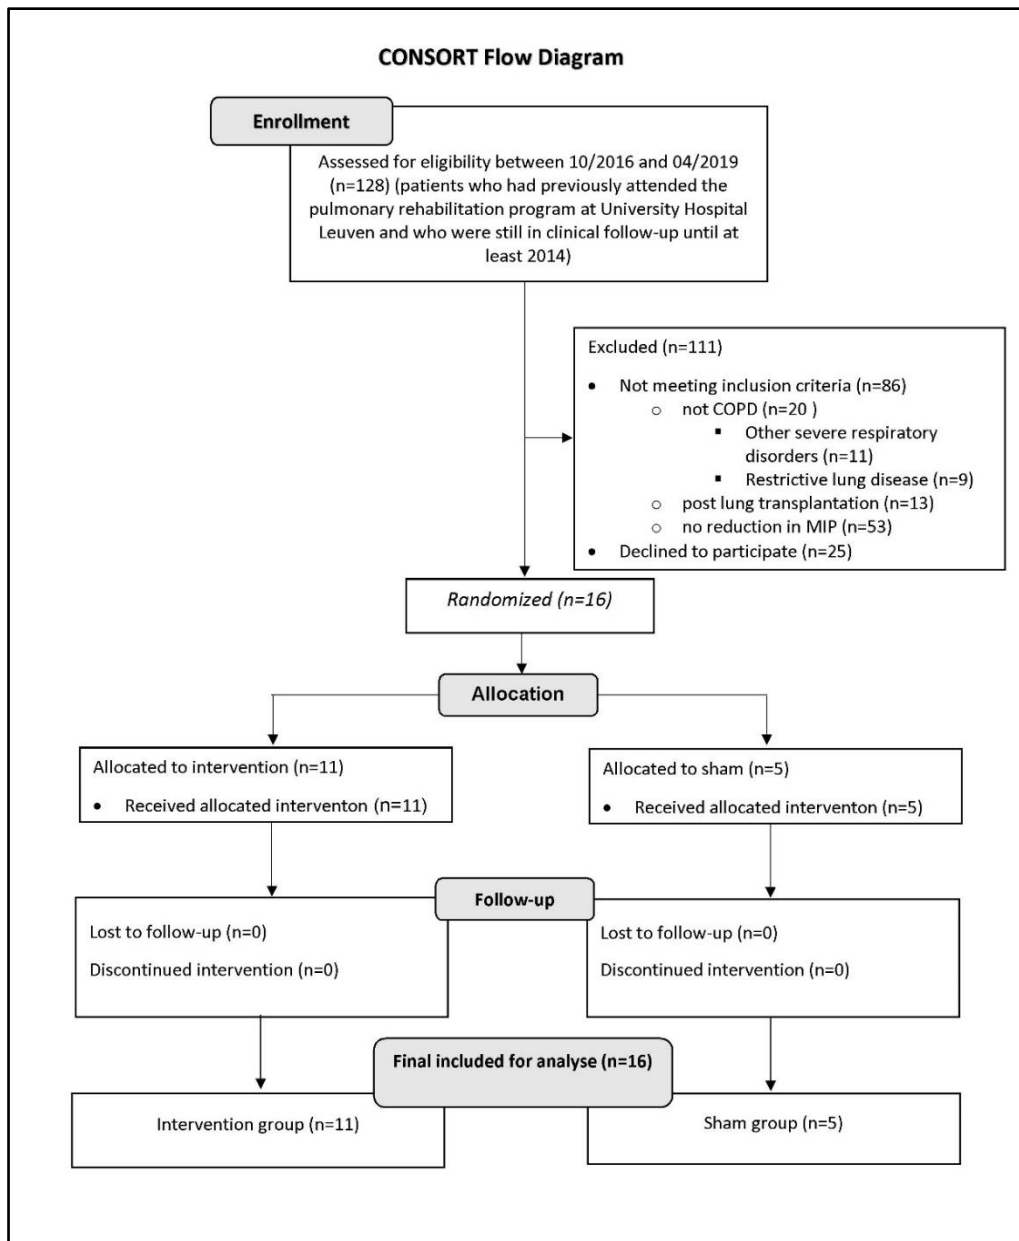 CONSORT Flow Diagram
Enrollment
Assessed for eligibility between 10/2016 and 04/2019
(n=128) (patients who had previously attended the
pulmonary rehabilitation program at University Hospital
Leuven and who were still in clinical follow-up until at
least 2014)
Excluded (n=111)
• Not meeting inclusion criteria (n=86)
o not COPD (n=20 )
▪ Other severe respiratory
disorders (n=11)
▪ Restrictive lung disease (n=9)
o post lung transplantation (n=13)
o no reduction in MIP (n=53)
• Declined to participate (n=25)
Randomized (n=16)
Allocation
Allocated to intervention (n=11)
• Received allocated interventon (n=11)
Allocated to sham (n=5)
• Received allocated interventon (n=5)
Follow-up
Lost to follow-up (n=0)
Discontinued intervention (n=0)
Lost to follow-up (n=0)
Discontinued intervention (n=0)
Final included for analyse (n=16)
Intervention group (n=11)
Sham group (n=5)